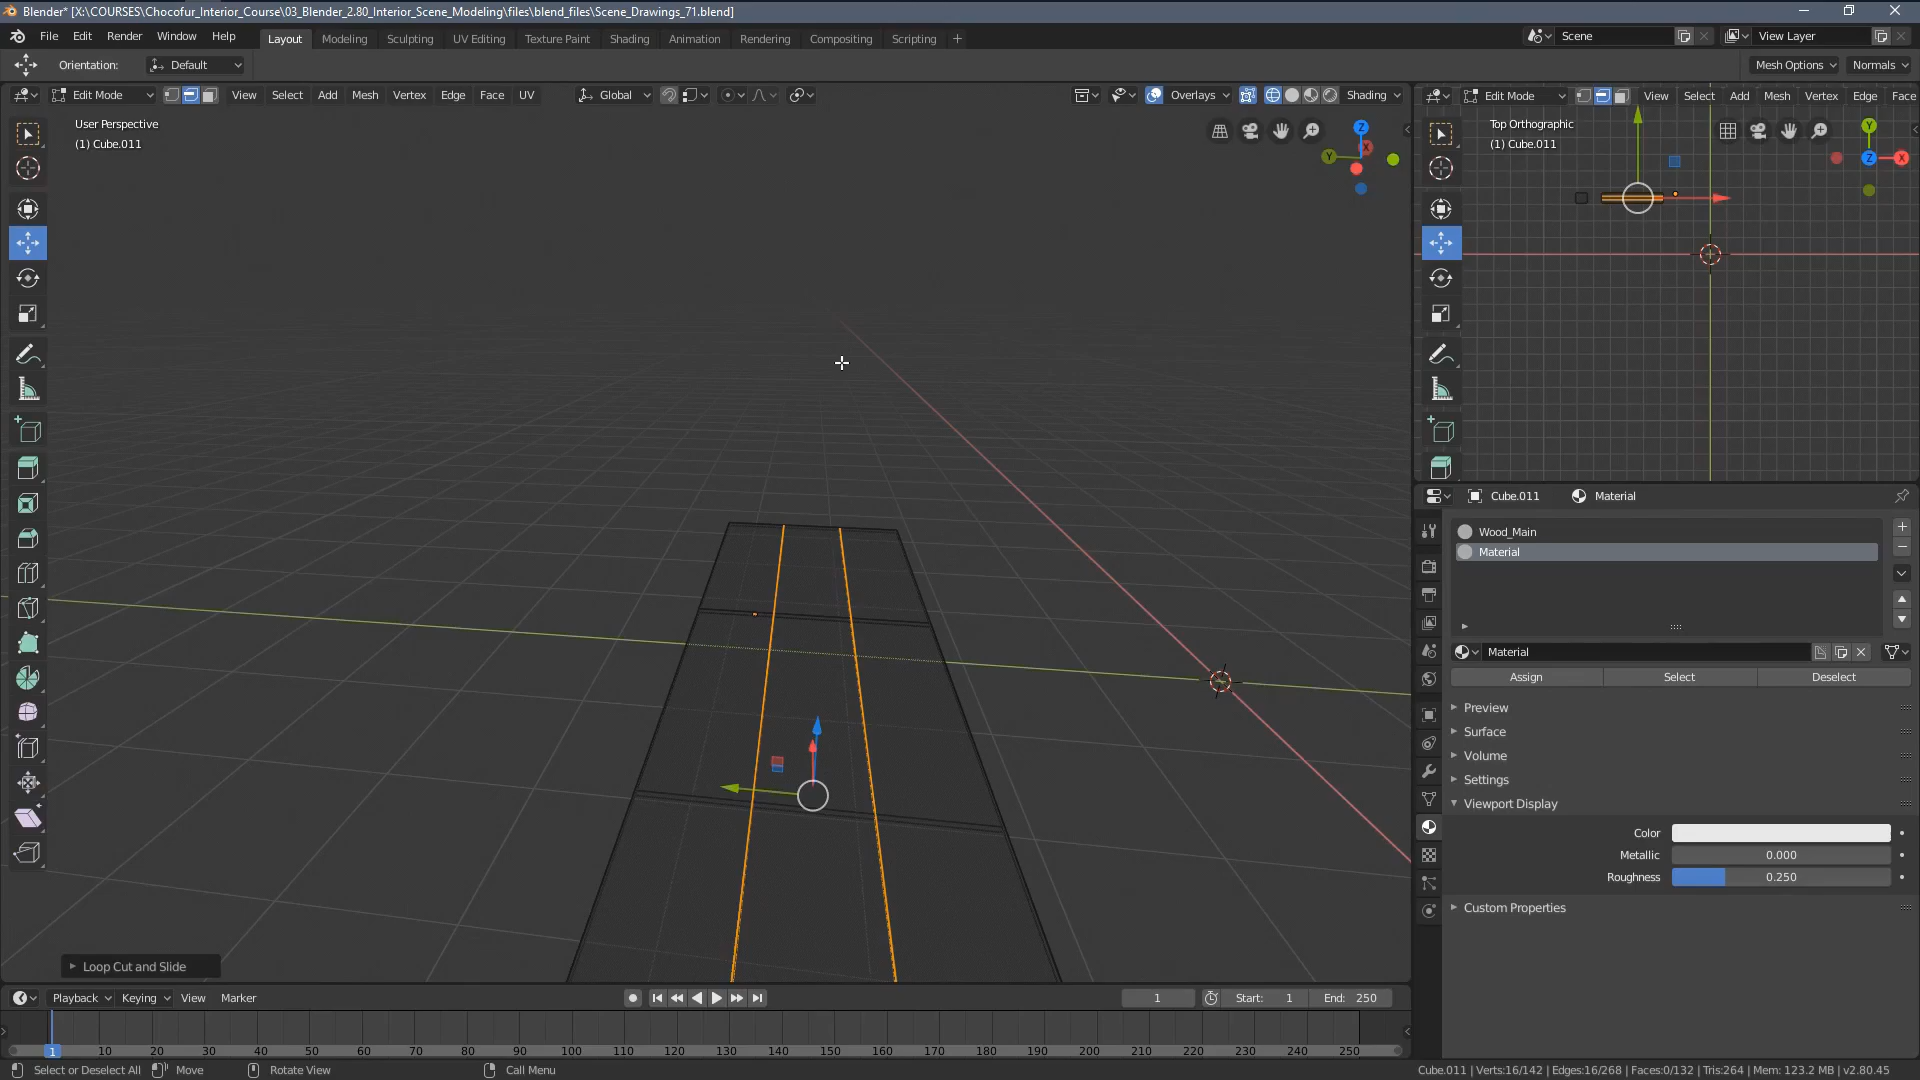 Blender* [X:\COURSES\Chocofur_Interior_Course\03_Blender_2.80_Interior_Scene_Modeling\files\blend_files\Scene_Drawings_71.blend]
File Edit Render Window Help Layout Modeling Sculpting UV Editing Texture Paint Shading Animation Rendering Compositing Scripting + Scene View Layer
Orientation: Default Mesh Options Normals
Edit Mode View Select Add Mesh Vertex Edge Face UV Global Overlays Shading Edit Mode View Select Add Mesh Vertex Edge Face
User Perspective
(1) Cube.011
Z
X
Y
Top Orthographic
(1) Cube.011
Y
Z
X
Cube.011 Material
Wood_Main
Material
Material
Assign Select Deselect
Preview
Surface
Volume
Settings
Viewport Display
Color
Metallic 0.000
Roughness 0.250
Custom Properties
Loop Cut and Slide
Playback Keying View Marker 1 Start: 1 End: 250
1 10 20 30 40 50 60 70 80 90 100 110 120 130 140 150 160 170 180 190 200 210 220 230 240 250
Select or Deselect All Move Rotate View Call Menu Cube.011 | Verts:16/142 | Edges:16/268 | Faces:0/132 | Tris:264 | Mem: 123.2 MB | v2.80.45